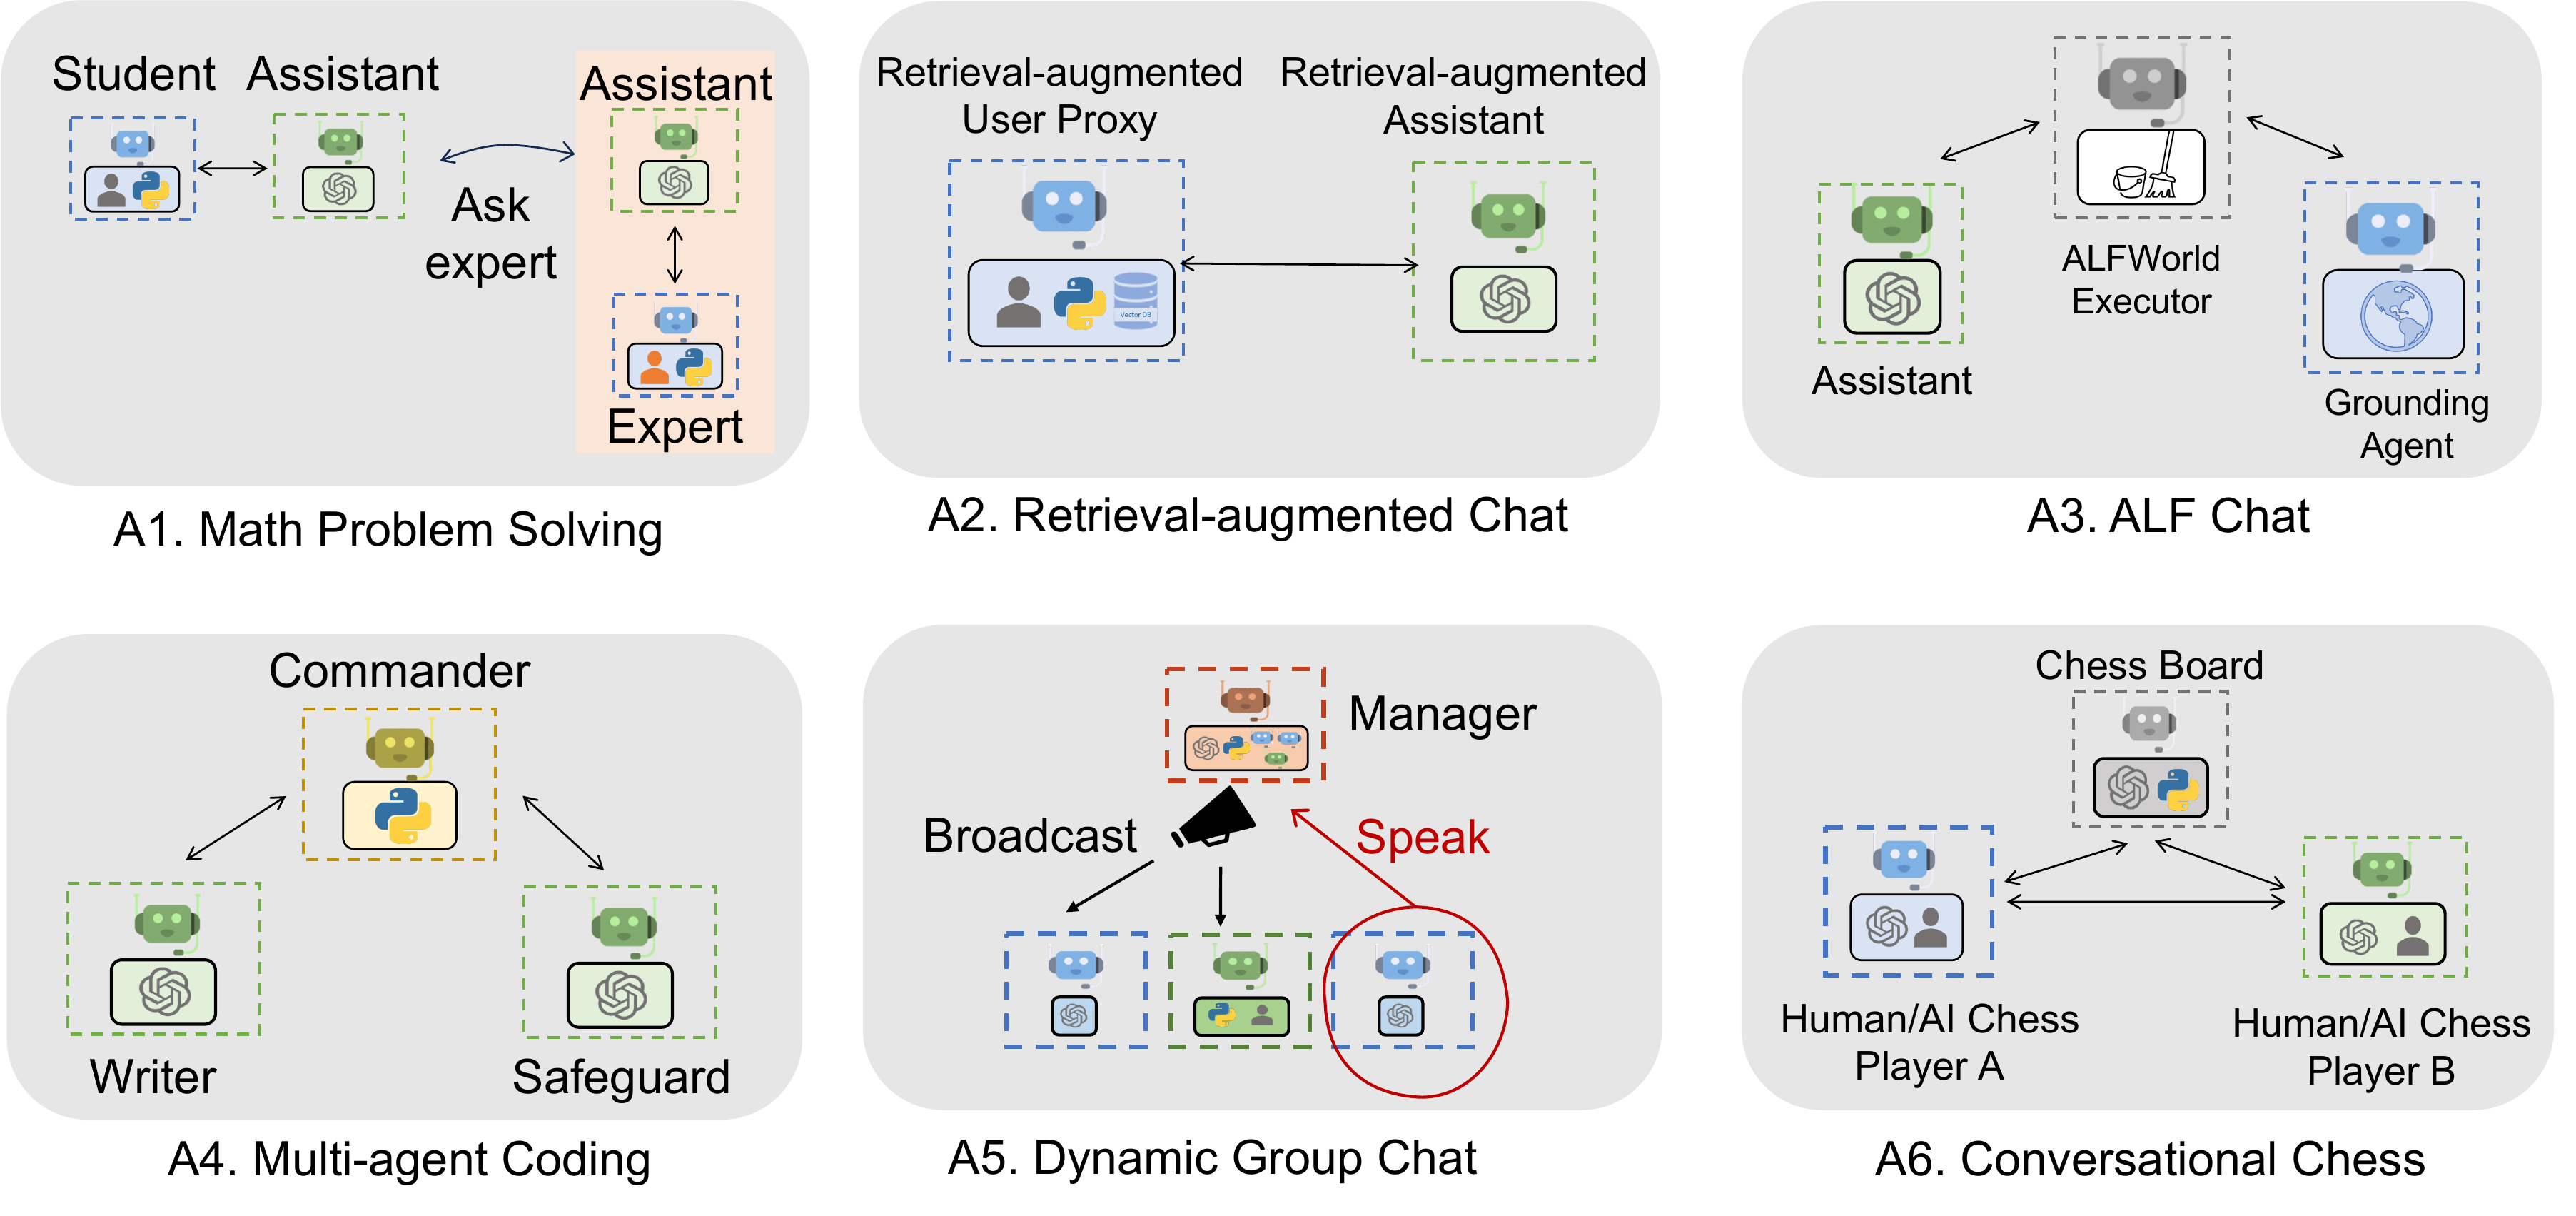 Student
Assistant
Assistant
Ask
expert
Expert
A1. Math Problem Solving
Retrieval-augmented
User Proxy
Retrieval-augmented
Assistant
Vector DB
A2. Retrieval-augmented Chat
ALFWorld
Executor
Assistant
Grounding
Agent
A3. ALF Chat
Commander
Writer
Safeguard
A4. Multi-agent Coding
Manager
Broadcast
Speak
A5. Dynamic Group Chat
Chess Board
Human/AI Chess
Player A
Human/AI Chess
Player B
A6. Conversational Chess